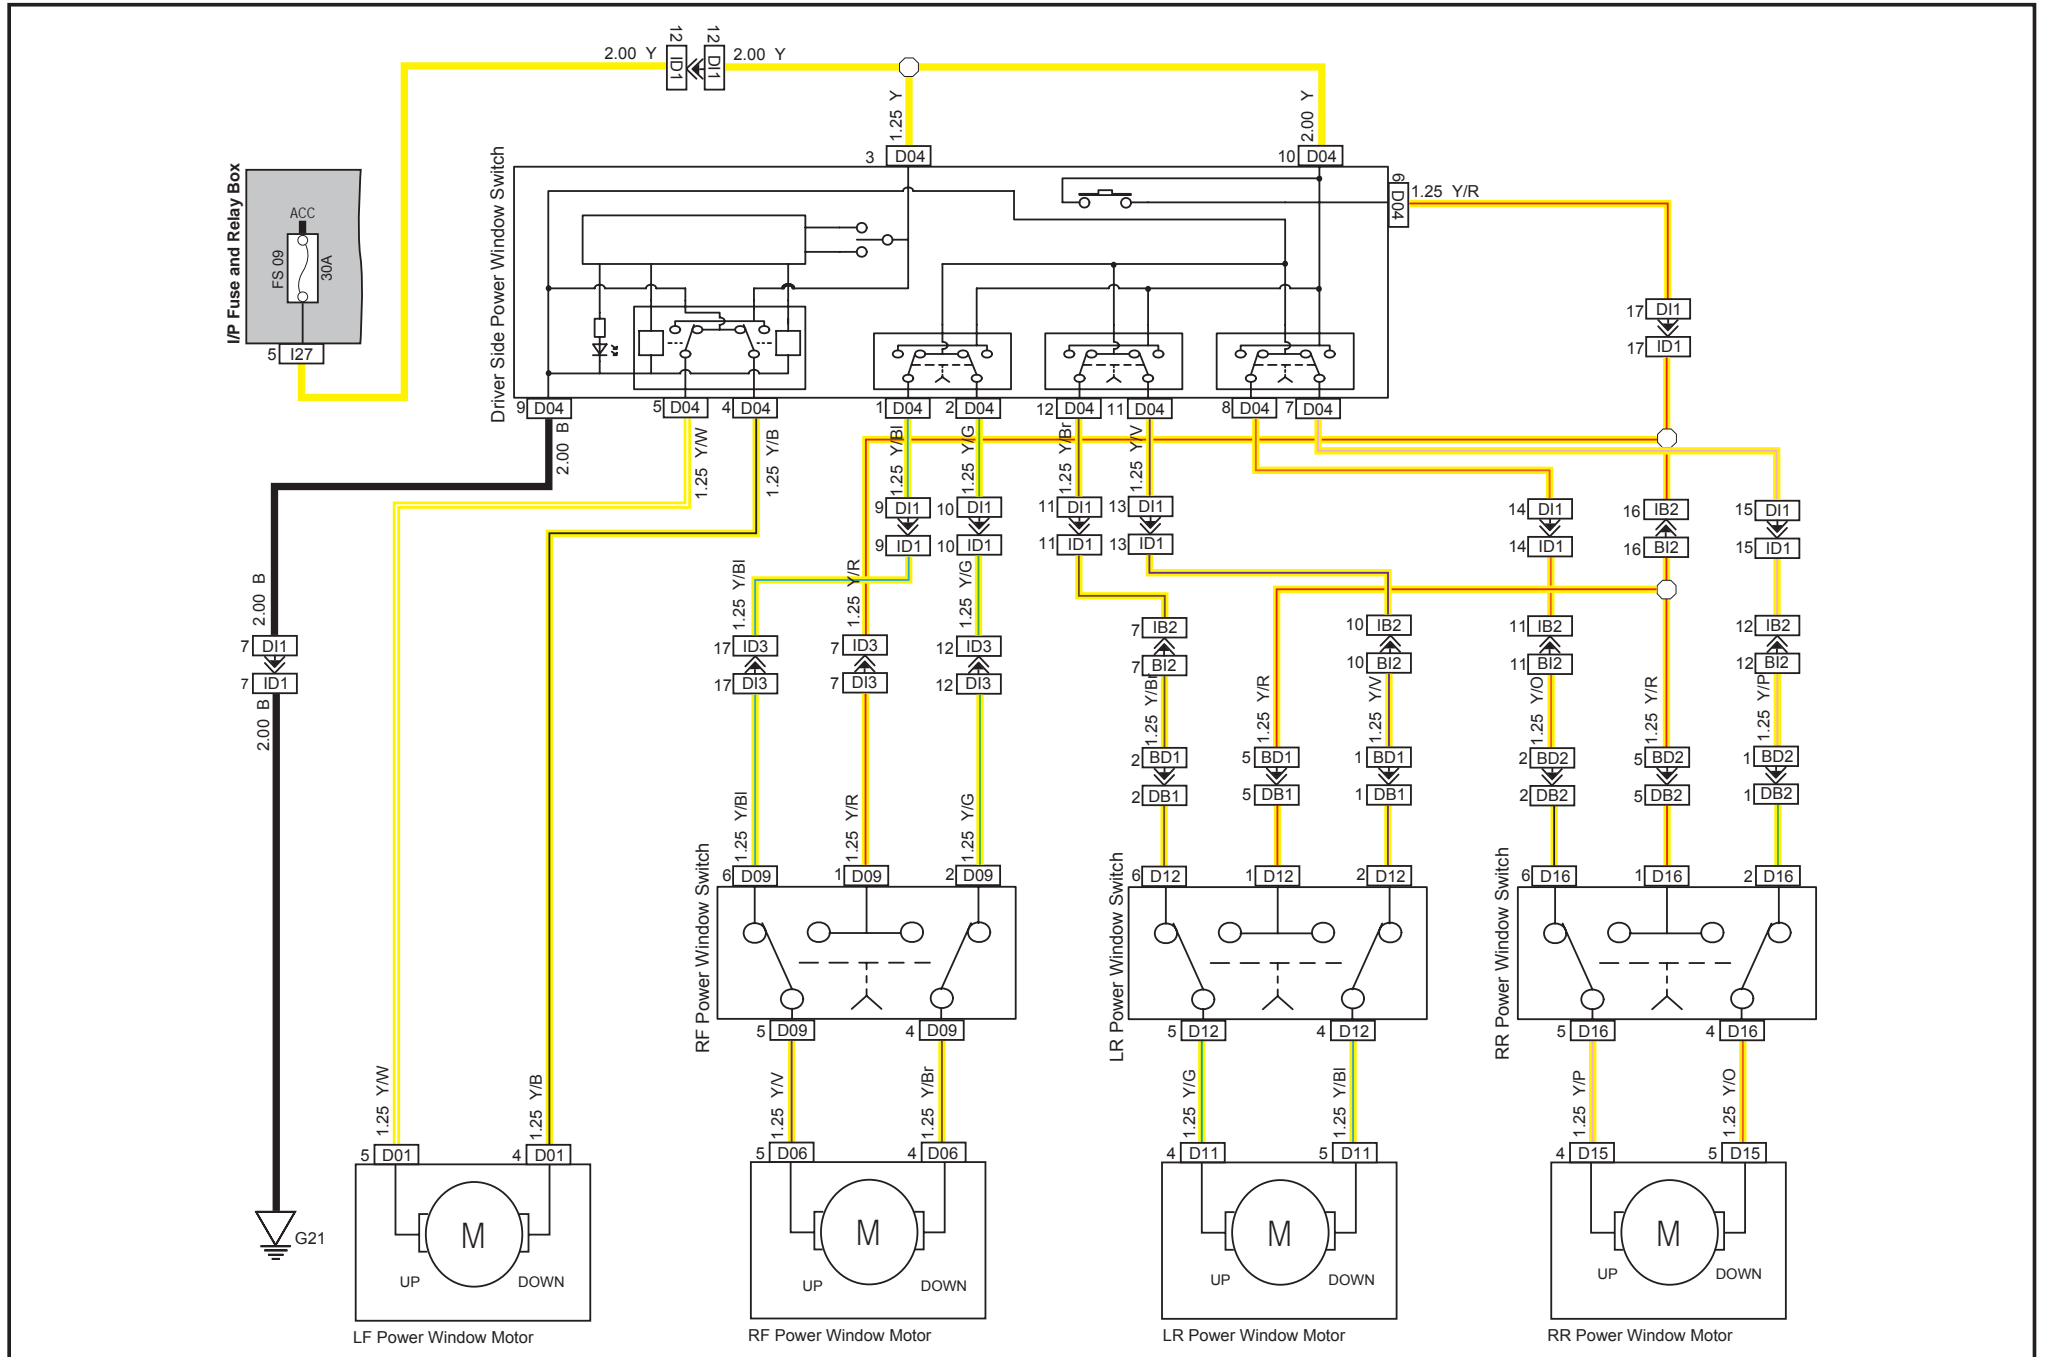 2.00 Y
12
ID1
12
DI1
2.00 Y
1.25 Y
2.00 Y
3 D04
10 D04
6
D04
1.25 Y/R
I/P Fuse and Relay Box
ACC
FS 09
30A
5 I27
Driver Side Power Window Switch
17 DI1
17 ID1
9 D04
5 D04
4 D04
1 D04
2 D04
12 D04
11 D04
8 D04
7 D04
2.00 B
1.25 Y/W
1.25 Y/B
1.25 Y/Bl
1.25 Y/G
1.25 Y/Br
1.25 Y/V
9 DI1
10 DI1
11 DI1
13 DI1
14 DI1
16 IB2
15 DI1
9 ID1
10 ID1
11 ID1
13 ID1
14 ID1
16 BI2
15 ID1
2.00 B
1.25 Y/Bl
1.25 Y/R
1.25 Y/G
7 DI1
7 ID1
2.00 B
17 ID3
7 ID3
12 ID3
7 IB2
10 IB2
11 IB2
12 IB2
17 DI3
7 DI3
12 DI3
7 BI2
10 BI2
11 BI2
12 BI2
1.25 Y/Br
1.25 Y/R
1.25 Y/V
1.25 Y/O
1.25 Y/R
1.25 Y/P
2 BD1
5 BD1
1 BD1
2 BD2
5 BD2
1 BD2
2 DB1
5 DB1
1 DB1
2 DB2
5 DB2
1 DB2
1.25 Y/Bl
1.25 Y/R
1.25 Y/G
6 D09
1 D09
2 D09
6 D12
1 D12
2 D12
6 D16
1 D16
2 D16
RF Power Window Switch
LR Power Window Switch
RR Power Window Switch
5 D09
4 D09
5 D12
4 D12
5 D16
4 D16
1.25 Y/W
1.25 Y/B
1.25 Y/V
1.25 Y/Br
1.25 Y/G
1.25 Y/Bl
1.25 Y/P
1.25 Y/O
5 D01
4 D01
5 D06
4 D06
4 D11
5 D11
4 D15
5 D15
G21
M
UP
DOWN
M
UP
DOWN
M
UP
DOWN
M
UP
DOWN
LF Power Window Motor
RF Power Window Motor
LR Power Window Motor
RR Power Window Motor